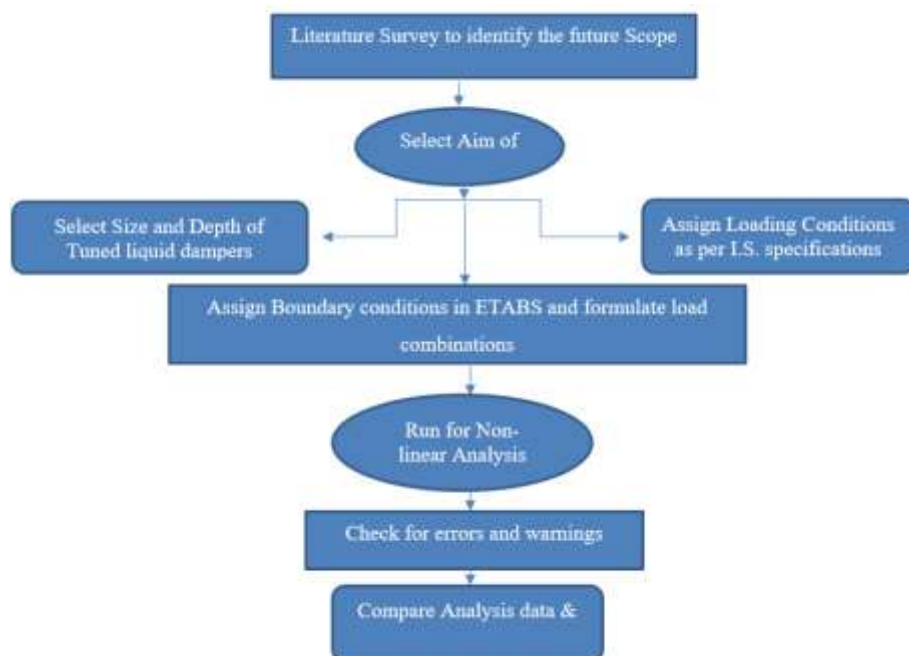 Literature Survey to identify the future Scope
Select Aim of
Select Size and Depth of
Tuned liquid dampers
Assign Loading Conditions
as per I.S. specifications
Assign Boundary conditions in ETABS and formulate load
combinations
Run for Non-
linear Analysis
Check for errors and warnings
Compare Analysis data &